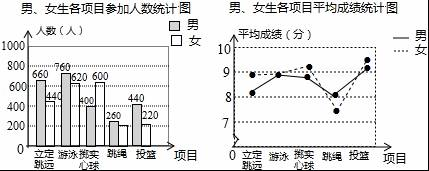 男、女生各项目参加人数统计图
人数（人）
男
女
1000
800
600
400
200
0
660
440
760
620
400
600
260
440
220
立定跳远
游泳
掷实心球
跳绳
投篮
项目
男、女生各项目平均成绩统计图
平均成绩（分）
男
女
10
9
8
7
0
立定跳远
游泳
掷实心球
跳绳
投篮
项目